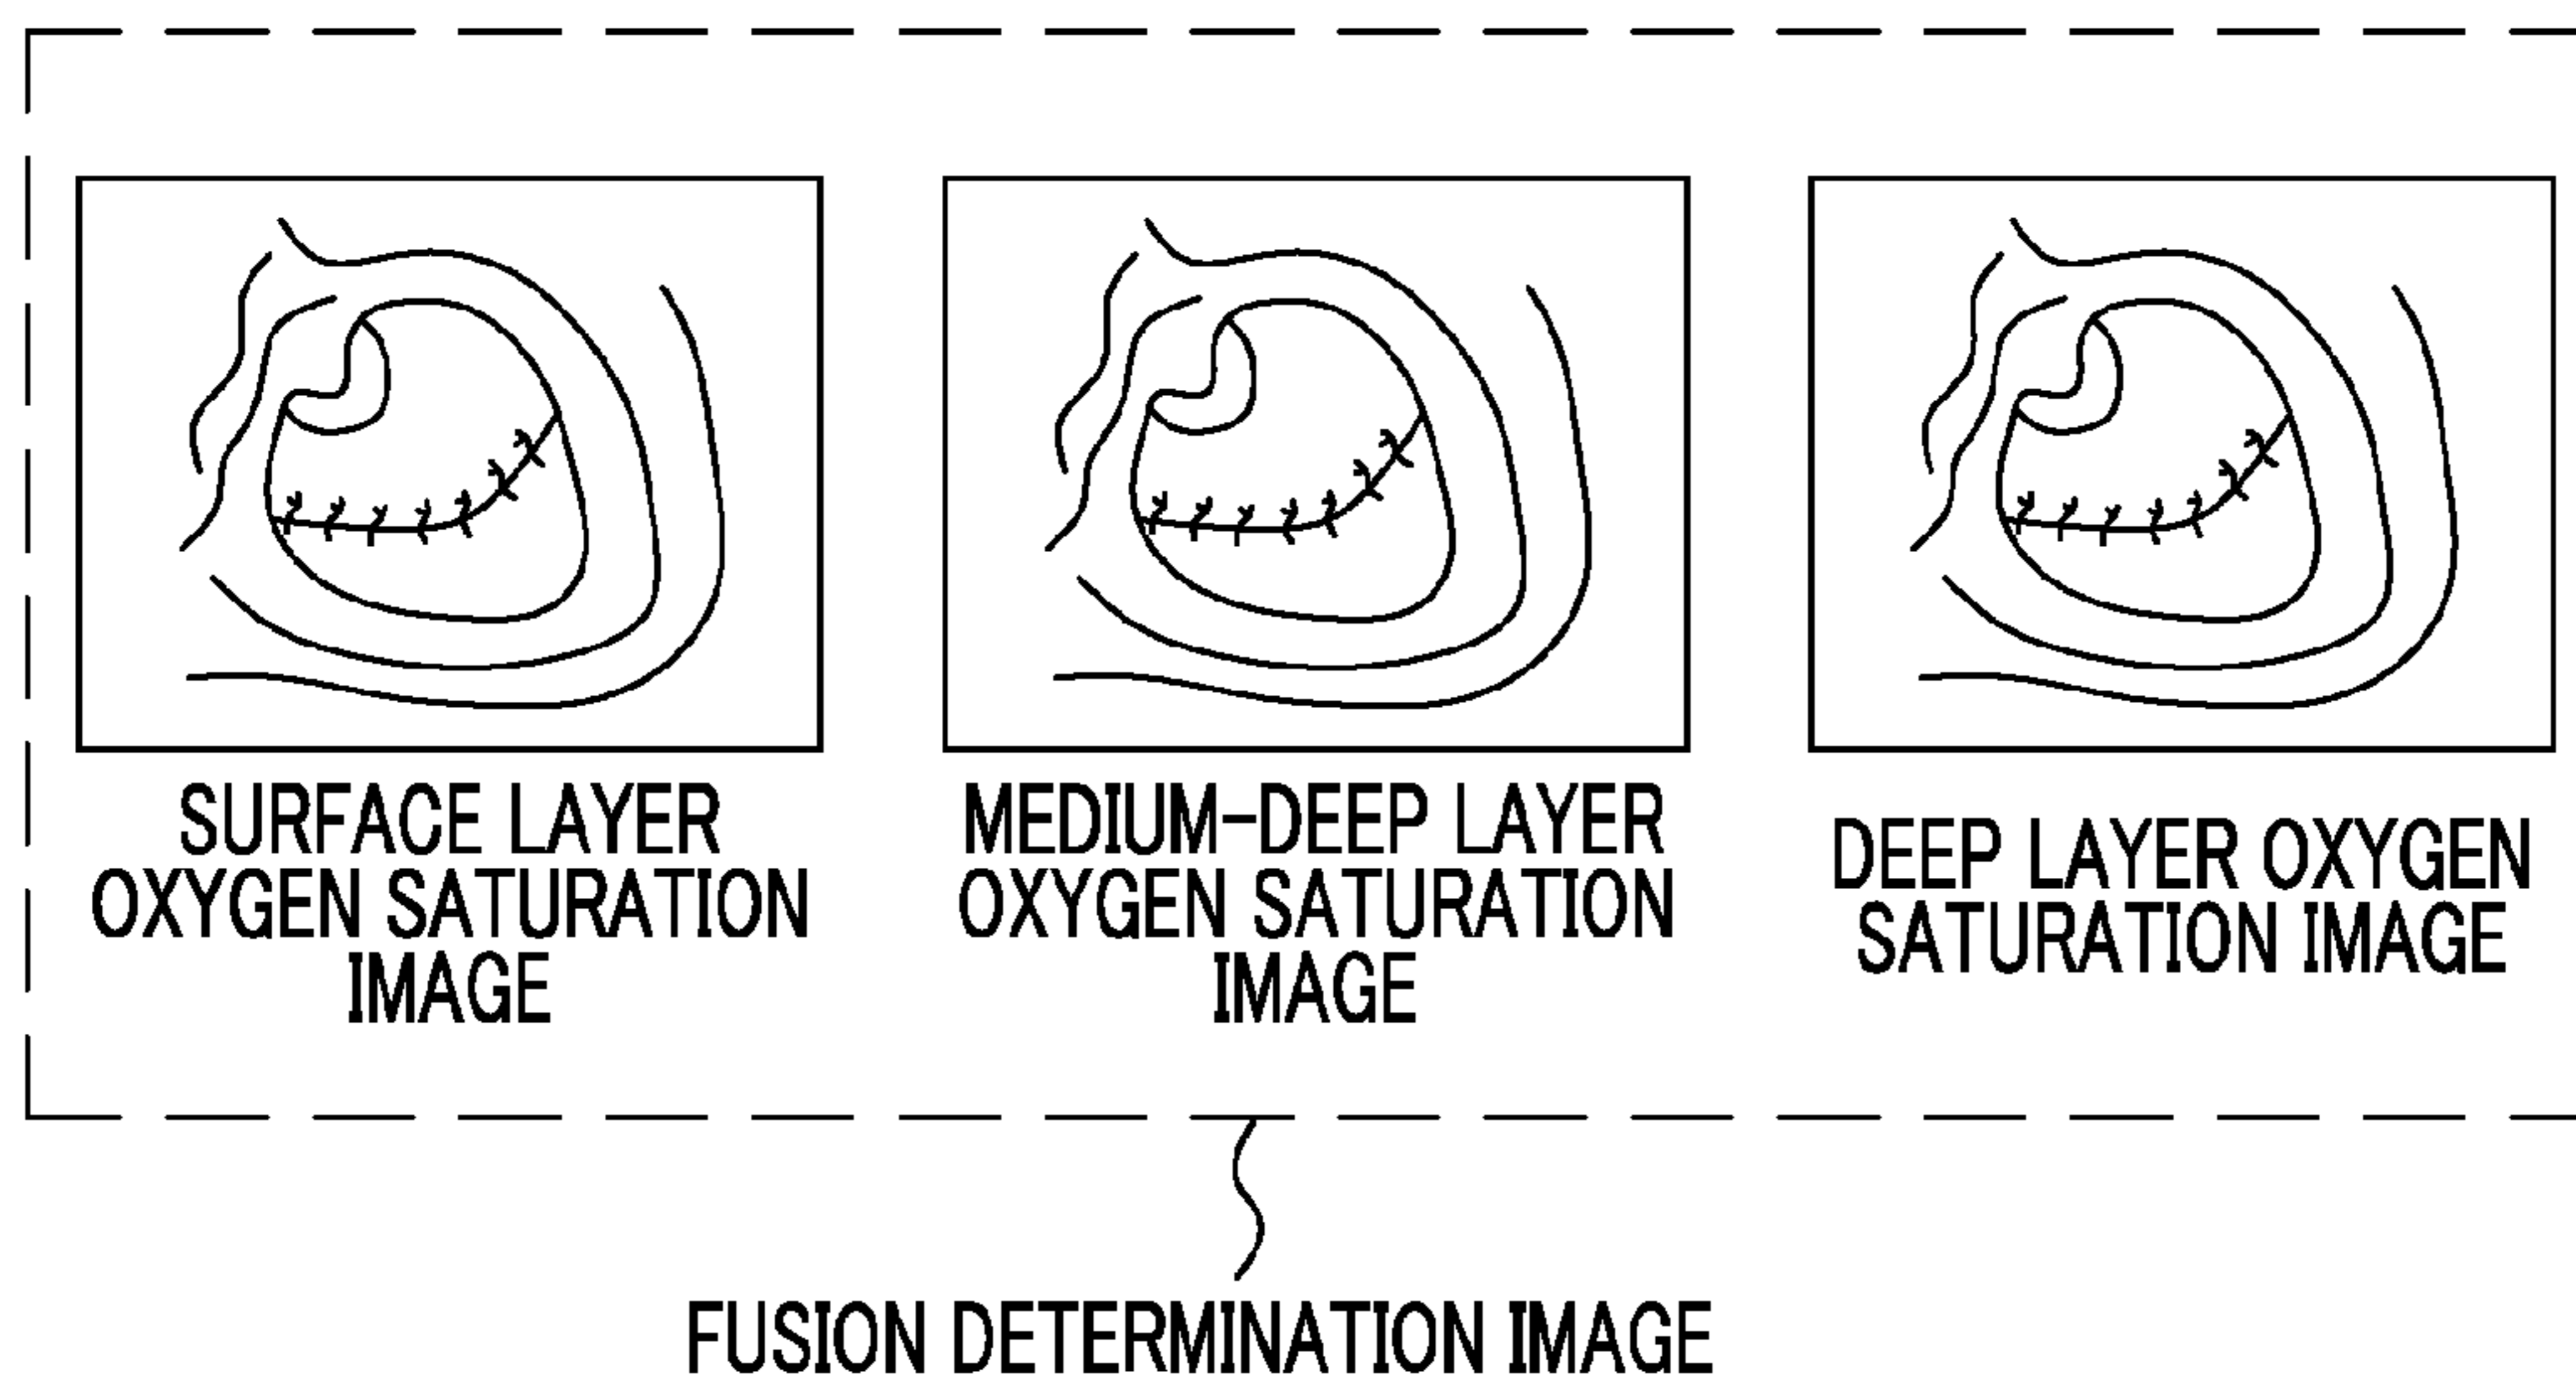 SURFACE LAYER
OXYGEN SATURATION
IMAGE
MEDIUM-DEEP LAYER
OXYGEN SATURATION
IMAGE
DEEP LAYER OXYGEN
SATURATION IMAGE
FUSION DETERMINATION IMAGE